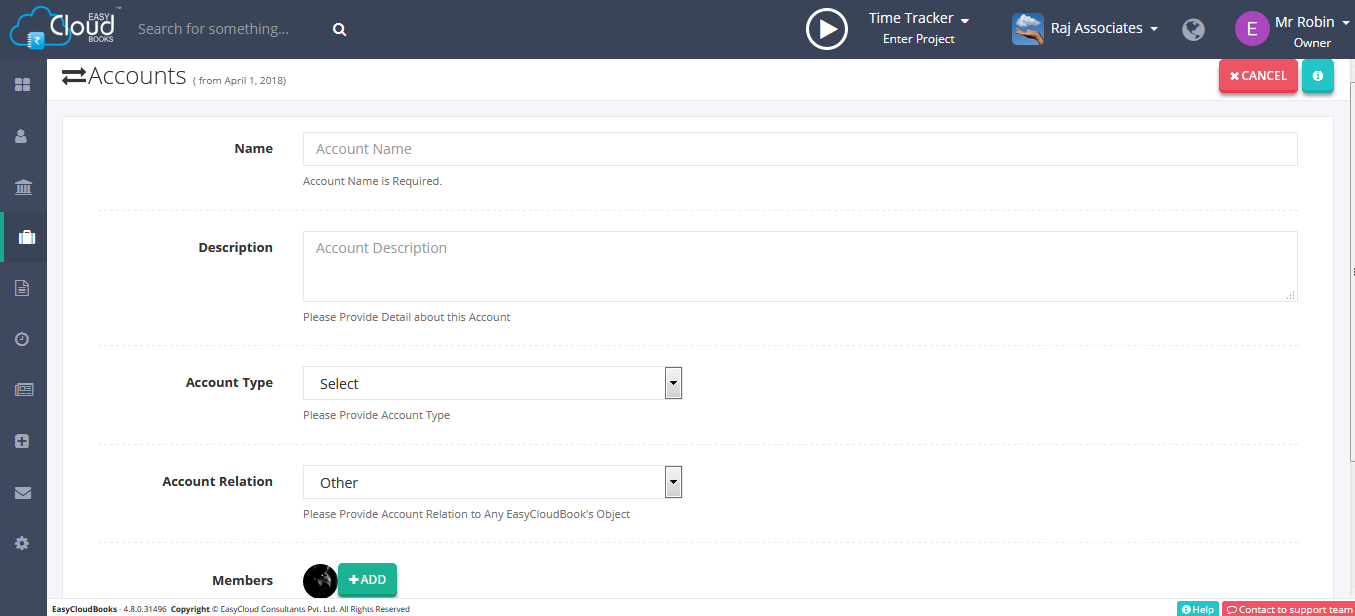 EASY
Cloud
BOOKS
™
Search for something...
Time Tracker
Enter Project
Raj Associates
E
Mr Robin
Owner
Accounts ( from April 1, 2018)
CANCEL
Name
Account Name
Account Name is Required.
Description
Account Description
Please Provide Detail about this Account
Account Type
Select
Please Provide Account Type
Account Relation
Other
Please Provide Account Relation to Any EasyCloudBook's Object
Members
ADD
EasyCloudBooks - 4.8.0.31496 Copyright © EasyCloud Consultants Pvt. Ltd. All Rights Reserved
Help
Contact to support team